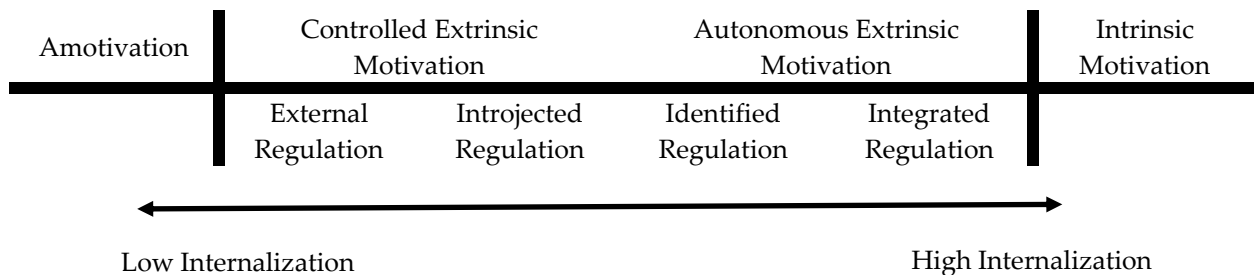 Amotivation
Controlled Extrinsic
Motivation
Autonomous Extrinsic
Motivation
Intrinsic
Motivation
External
Regulation
Introjected
Regulation
Identified
Regulation
Integrated
Regulation
Low Internalization
High Internalization